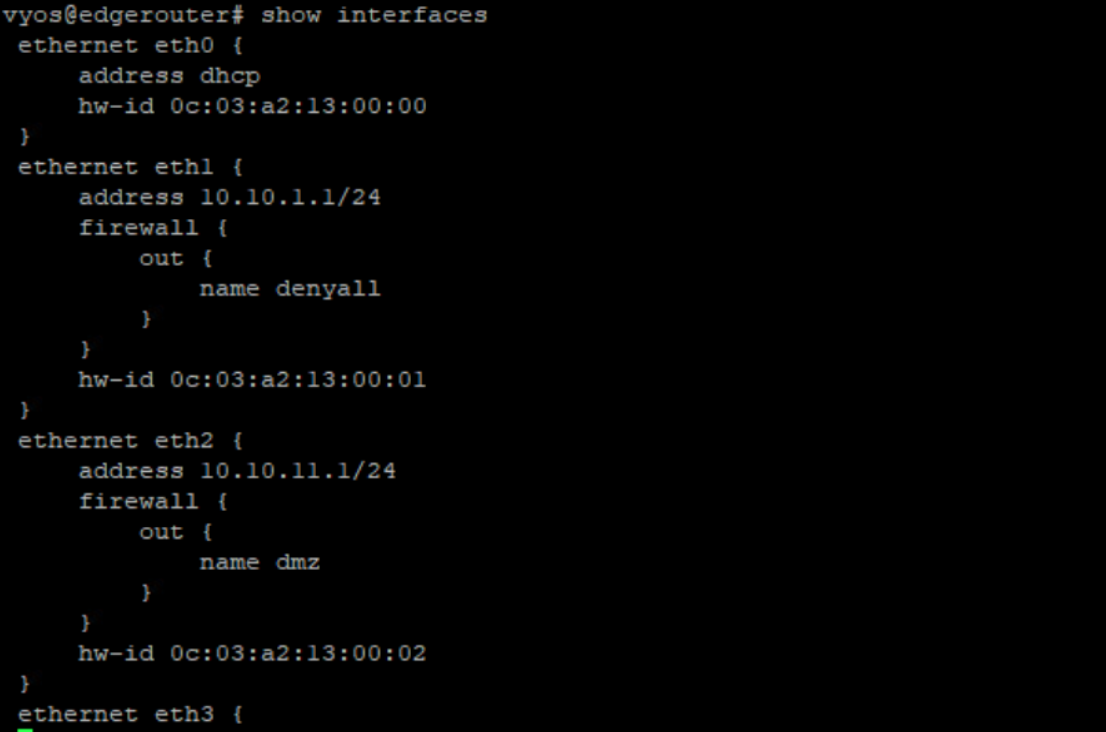 vyos@edgerouter# show interfaces
 ethernet eth0 {
     address dhcp
     hw-id 0c:03:a2:13:00:00
 }
 ethernet eth1 {
     address 10.10.1.1/24
     firewall {
         out {
             name denyall
         }
     }
     hw-id 0c:03:a2:13:00:01
 }
 ethernet eth2 {
     address 10.10.11.1/24
     firewall {
         out {
             name dmz
         }
     }
     hw-id 0c:03:a2:13:00:02
 }
 ethernet eth3 {